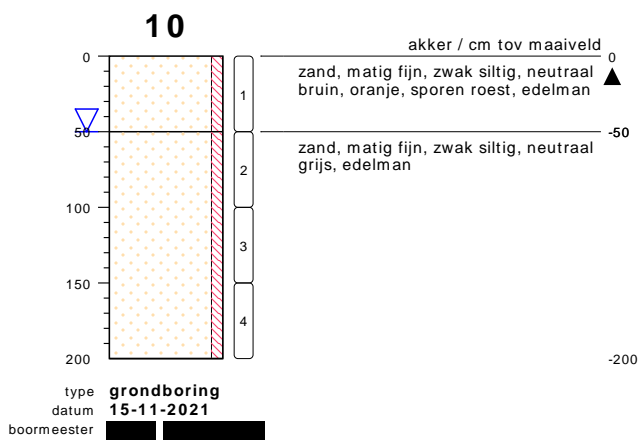 10
akker / cm tov maaiveld
0
0
zand, matig fijn, zwak siltig, neutraal
bruin, oranje, sporen roest, edelman
1
50
-50
zand, matig fijn, zwak siltig, neutraal
grijs, edelman
2
100
3
150
4
200
-200
type grondboring
datum 15-11-2021
boormeester